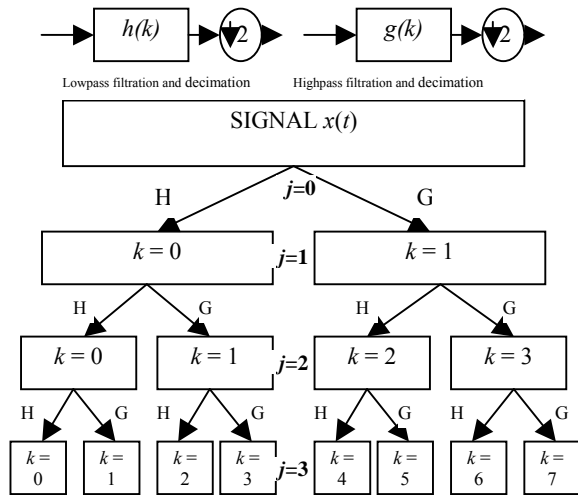 h(k) 2 g(k) 2
Lowpass filtration and decimation Highpass filtration and decimation
SIGNAL x(t)
H j=0 G
k = 0 j=1 k = 1
H G H G
k = 0 k = 1 j=2 k = 2 k = 3
H G H G H G H G
k = k = k = k = j=3 k = k = k = k =
0 1 2 3 4 5 6 7